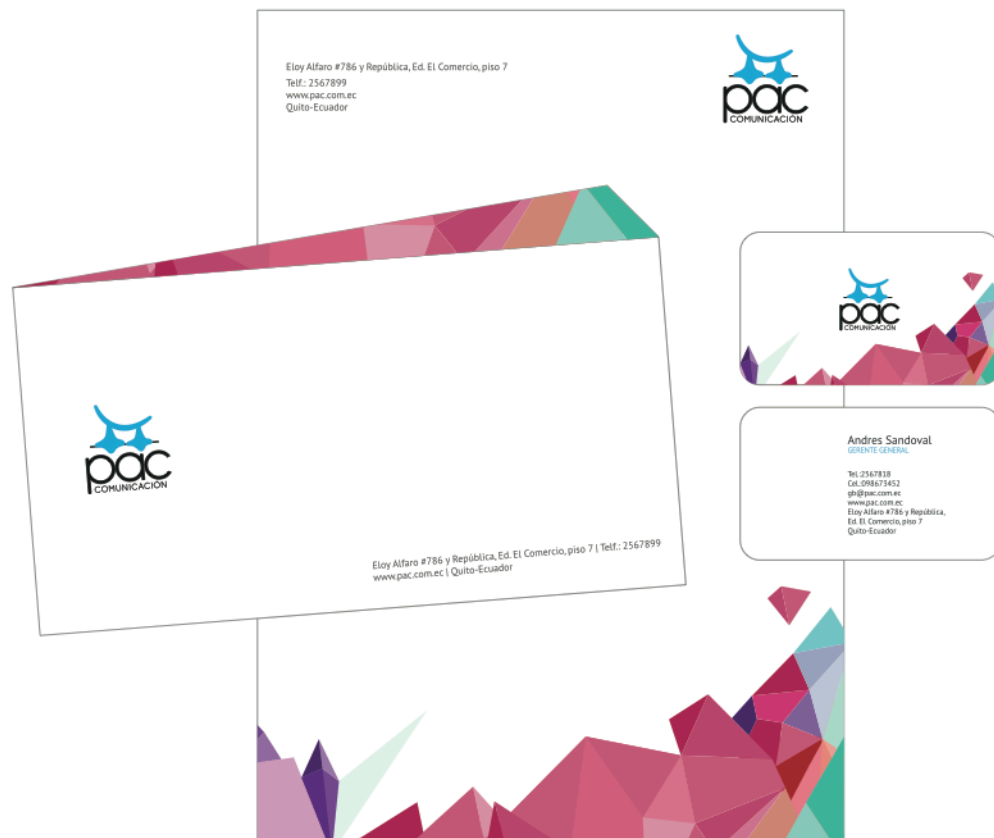 Eloy Alfaro #786 y República, Ed. El Comercio, piso 7
Telf.: 2567899
www.pac.com.ec
Quito-Ecuador
pac
COMUNICACIÓN
pac
COMUNICACIÓN
Eloy Alfaro #786 y República, Ed. El Comercio, piso 7 | Telf.: 2567899
www.pac.com.ec | Quito-Ecuador
pac
COMUNICACIÓN
Andres Sandoval
GERENTE GENERAL
Tel.:2567818
Cel.:098673452
gb@pac.com.ec
www.pac.com.ec
Eloy Alfaro #786 y República,
Ed. El Comercio, piso 7
Quito-Ecuador